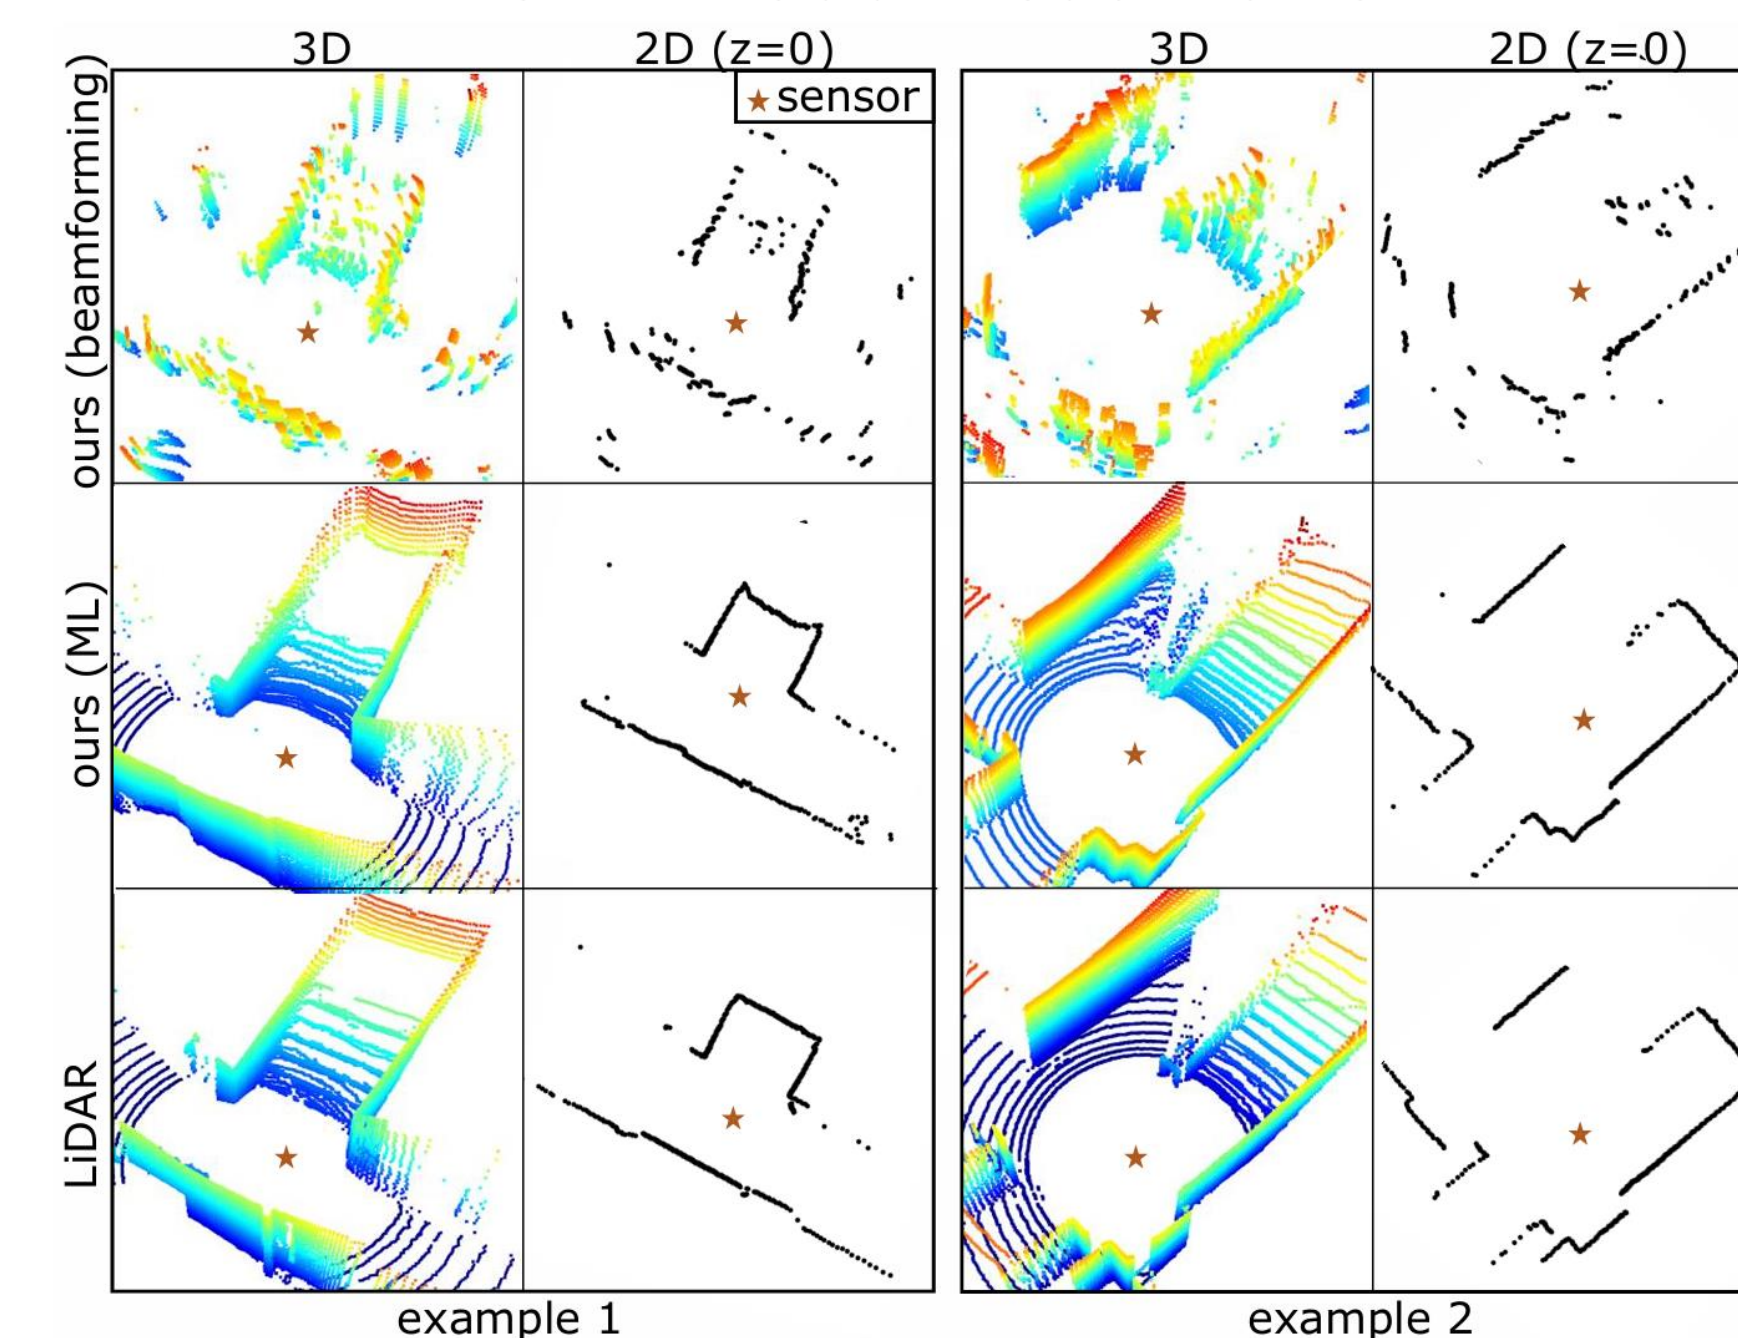 3D 2D (z=0) 3D 2D (z=0)
★sensor
ours (beamforming)
ours (ML)
LiDAR
example 1 example 2